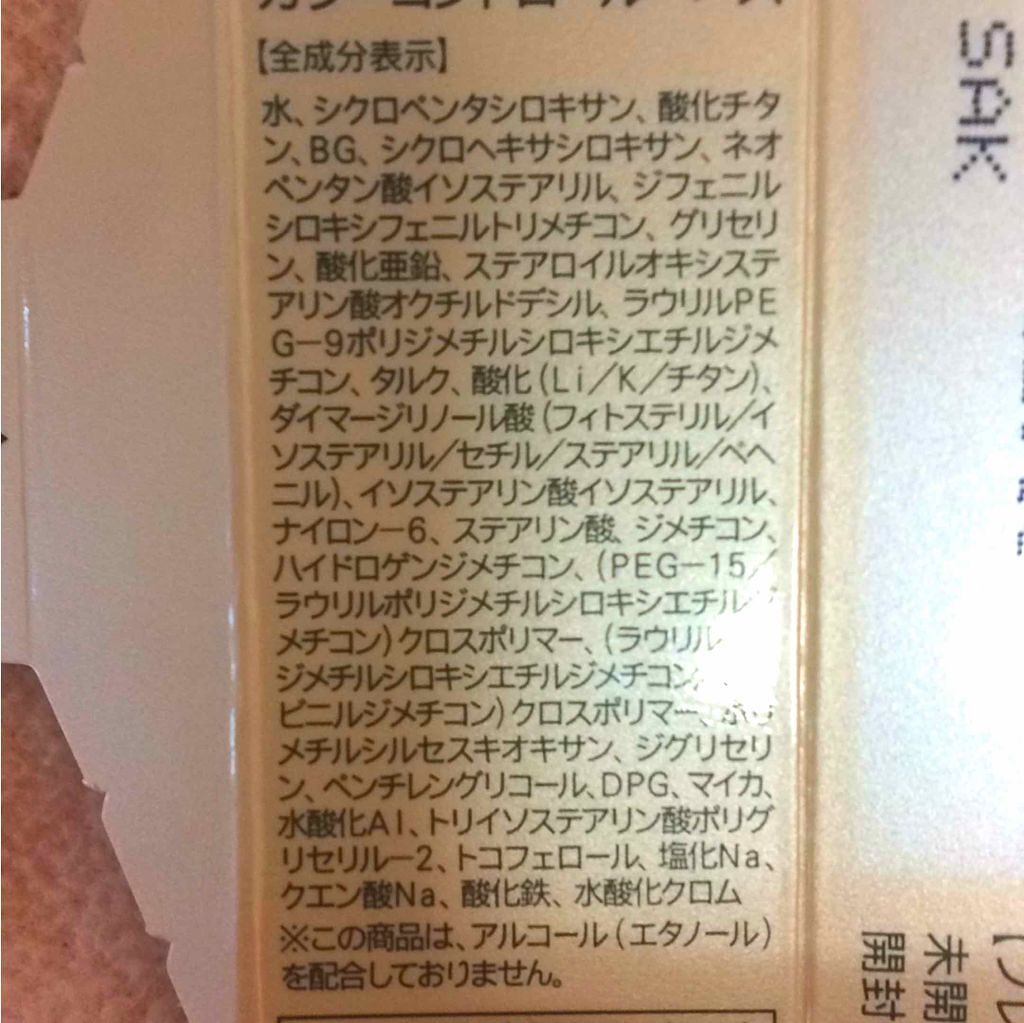 【全成分表示】
水、シクロペンタシロキサン、酸化チタ
ン、BG、シクロヘキサシロキサン、ネオ
ペンタン酸イソステアリル、ジフェニル
シロキシフェニルトリメチコン、グリセリ
ン、酸化亜鉛、ステアロイルオキシステ
アリン酸オクチルドデシル、ラウリルPE
G－9ポリジメチルシロキシエチルジメ
チコン、タルク、酸化(Li／K／チタン)、
ダイマージリノール酸(フィトステリル／イ
ソステアリル／セチル／ステアリル／ベヘ
ニル)、イソステアリン酸イソステアリル、
ナイロン－6、ステアリン酸、ジメチコン、
ハイドロゲンジメチコン、(PEG－15／
ラウリルポリジメチルシロキシエチルジ
メチコン)クロスポリマー、(ラウリル
ジメチルシロキシエチルジメチコン
ビニルジメチコン)クロスポリマー、ポリ
メチルシルセスキオキサン、ジグリセリ
ン、ペンチレングリコール、DPG、マイカ、
水酸化Al、トリイソステアリン酸ポリグ
リセリル－2、トコフェロール、塩化Na、
クエン酸Na、酸化鉄、水酸化クロム
※この商品は、アルコール(エタノール)
を配合しておりません。
SAK
未開
開封